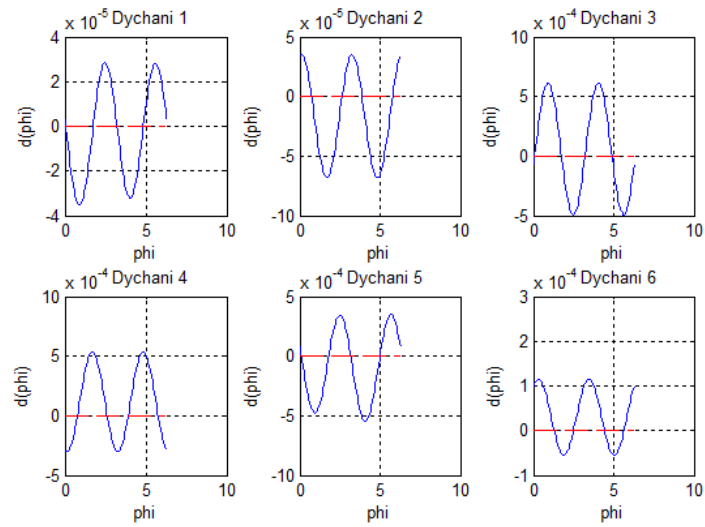 x 10⁻⁵ Dychani 1
4
2
0
-2
-4
0
5
10
d(phi)
phi
x 10⁻⁵ Dychani 2
5
0
-5
-10
0
5
10
d(phi)
phi
x 10⁻⁴ Dychani 3
10
5
0
-5
0
5
10
d(phi)
phi
x 10⁻⁴ Dychani 4
10
5
0
-5
0
5
10
d(phi)
phi
x 10⁻⁴ Dychani 5
5
0
-5
-10
0
5
10
d(phi)
phi
x 10⁻⁴ Dychani 6
3
2
1
0
-1
0
5
10
d(phi)
phi